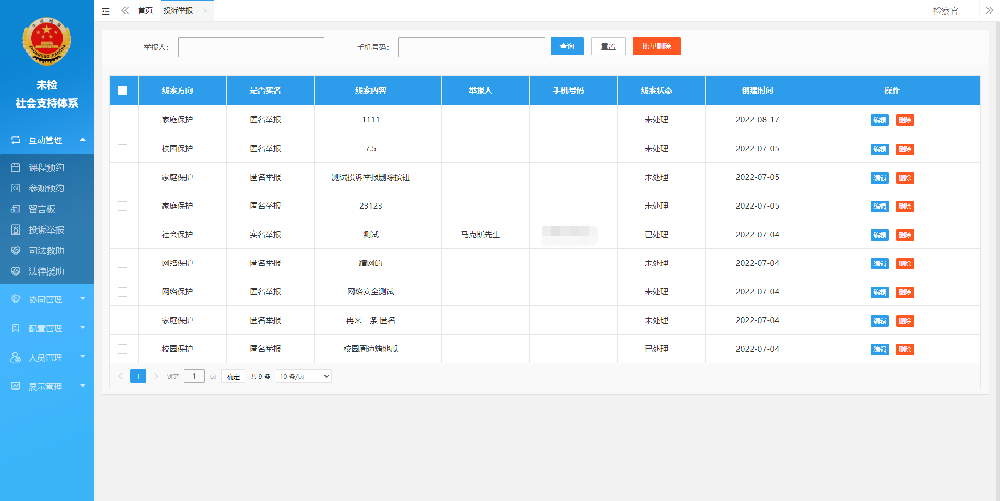 首页
投诉举报
检察官
中国检察
ZHONGGUO JIANCHA
未检
社会支持体系
互动管理
课程预约
参观预约
留言板
投诉举报
司法救助
法律援助
协同管理
配置管理
人员管理
展示管理
举报人：
手机号码：
查询
重置
批量删除
线索方向 是否实名 线索内容 举报人 手机号码 线索状态 创建时间 操作
家庭保护 匿名举报 1111 未处理 2022-08-17 编辑 删除
校园保护 匿名举报 7.5 未处理 2022-07-05 编辑 删除
家庭保护 匿名举报 测试投诉举报删除按钮 未处理 2022-07-05 编辑 删除
家庭保护 匿名举报 23123 未处理 2022-07-05 编辑 删除
社会保护 实名举报 测试 马克斯先生 已处理 2022-07-04 编辑 删除
网络保护 匿名举报 蹭网的 未处理 2022-07-04 编辑 删除
网络保护 匿名举报 网络安全测试 未处理 2022-07-04 编辑 删除
家庭保护 匿名举报 再来一条 匿名 未处理 2022-07-04 编辑 删除
校园保护 匿名举报 校园周边烤地瓜 已处理 2022-07-04 编辑 删除
1 到第 1 页 确定 共 9 条 10 条/页